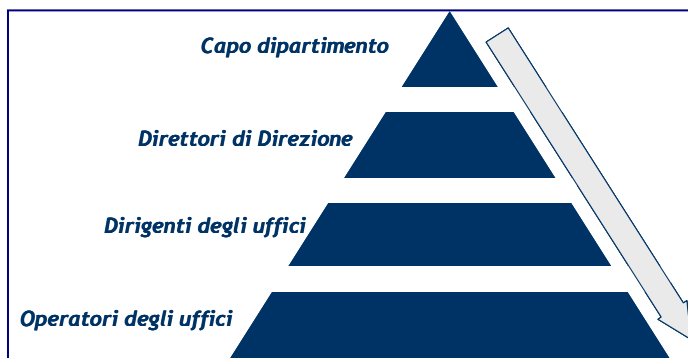 Capo dipartimento
Direttori di Direzione
Dirigenti degli uffici
Operatori degli uffici